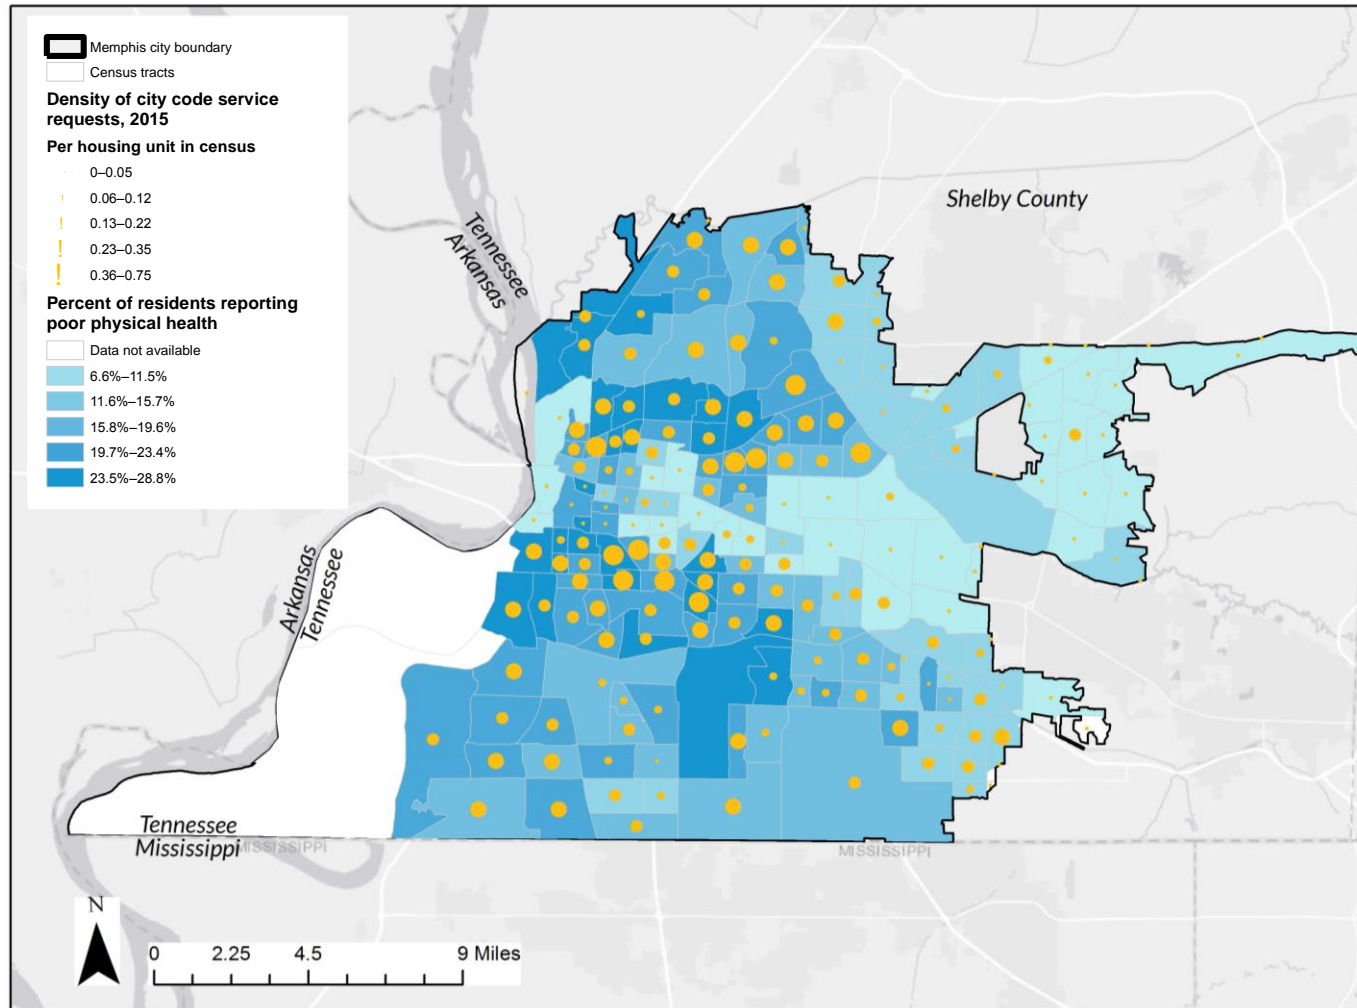 Memphis city boundary
Census tracts
Density of city code service
requests, 2015
Per housing unit in census
0–0.05
0.06–0.12
0.13–0.22
0.23–0.35
0.36–0.75
Percent of residents reporting
poor physical health
Data not available
6.6%–11.5%
11.6%–15.7%
15.8%–19.6%
19.7%–23.4%
23.5%–28.8%
Shelby County
Tennessee
Arkansas
Arkansas
Tennessee
Tennessee
Mississippi
MISSISSIPPI
MISSISSIPPI
N
0 2.25 4.5 9 Miles